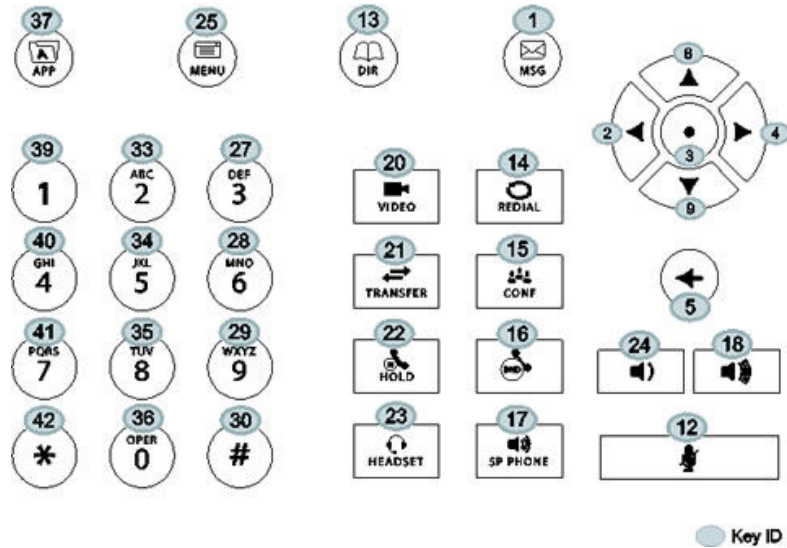 37 25 13 1
A
APP MENU DIR MSG
8
2 4
3
9
39 33 27
1 ABC 2 DEF 3
40 34 28
GHI 4 JKL 5 MNO 6
41 35 29
PQRS 7 TUV 8 WXYZ 9
42 36 30
* OPER 0 #
20 14
VIDEO REDIAL
21 15
TRANSFER CONF
22 16
HOLD DND
23 17
HEADSET SP PHONE
5
24 18
12
Key ID